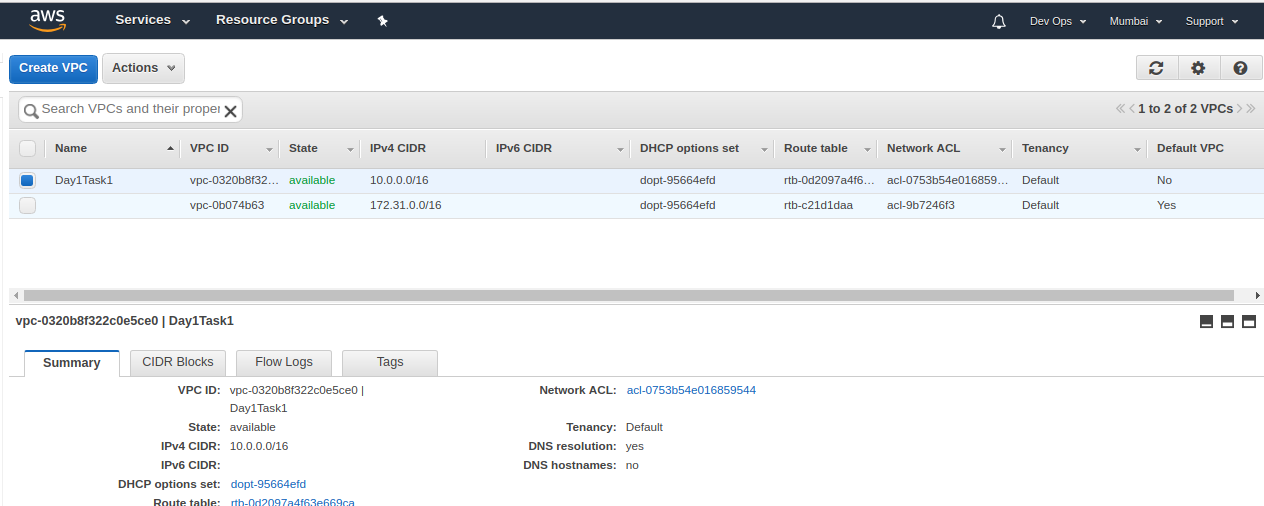 aws Services Resource Groups Dev Ops Mumbai Support
Create VPC Actions
Search VPCs and their proper 1 to 2 of 2 VPCs
Name VPC ID State IPv4 CIDR IPv6 CIDR DHCP options set Route table Network ACL Tenancy Default VPC
Day1Task1 vpc-0320b8f32... available 10.0.0.0/16 dopt-95664efd rtb-0d2097a4f6... acl-0753b54e016859... Default No
vpc-0b074b63 available 172.31.0.0/16 dopt-95664efd rtb-c21d1daa acl-9b7246f3 Default Yes
vpc-0320b8f322c0e5ce0 | Day1Task1
Summary CIDR Blocks Flow Logs Tags
VPC ID: vpc-0320b8f322c0e5ce0 | Network ACL: acl-0753b54e016859544
Day1Task1
State: available Tenancy: Default
IPv4 CIDR: 10.0.0.0/16 DNS resolution: yes
IPv6 CIDR: DNS hostnames: no
DHCP options set: dopt-95664efd
Route table: rtb-0d2097a4f63e669ca